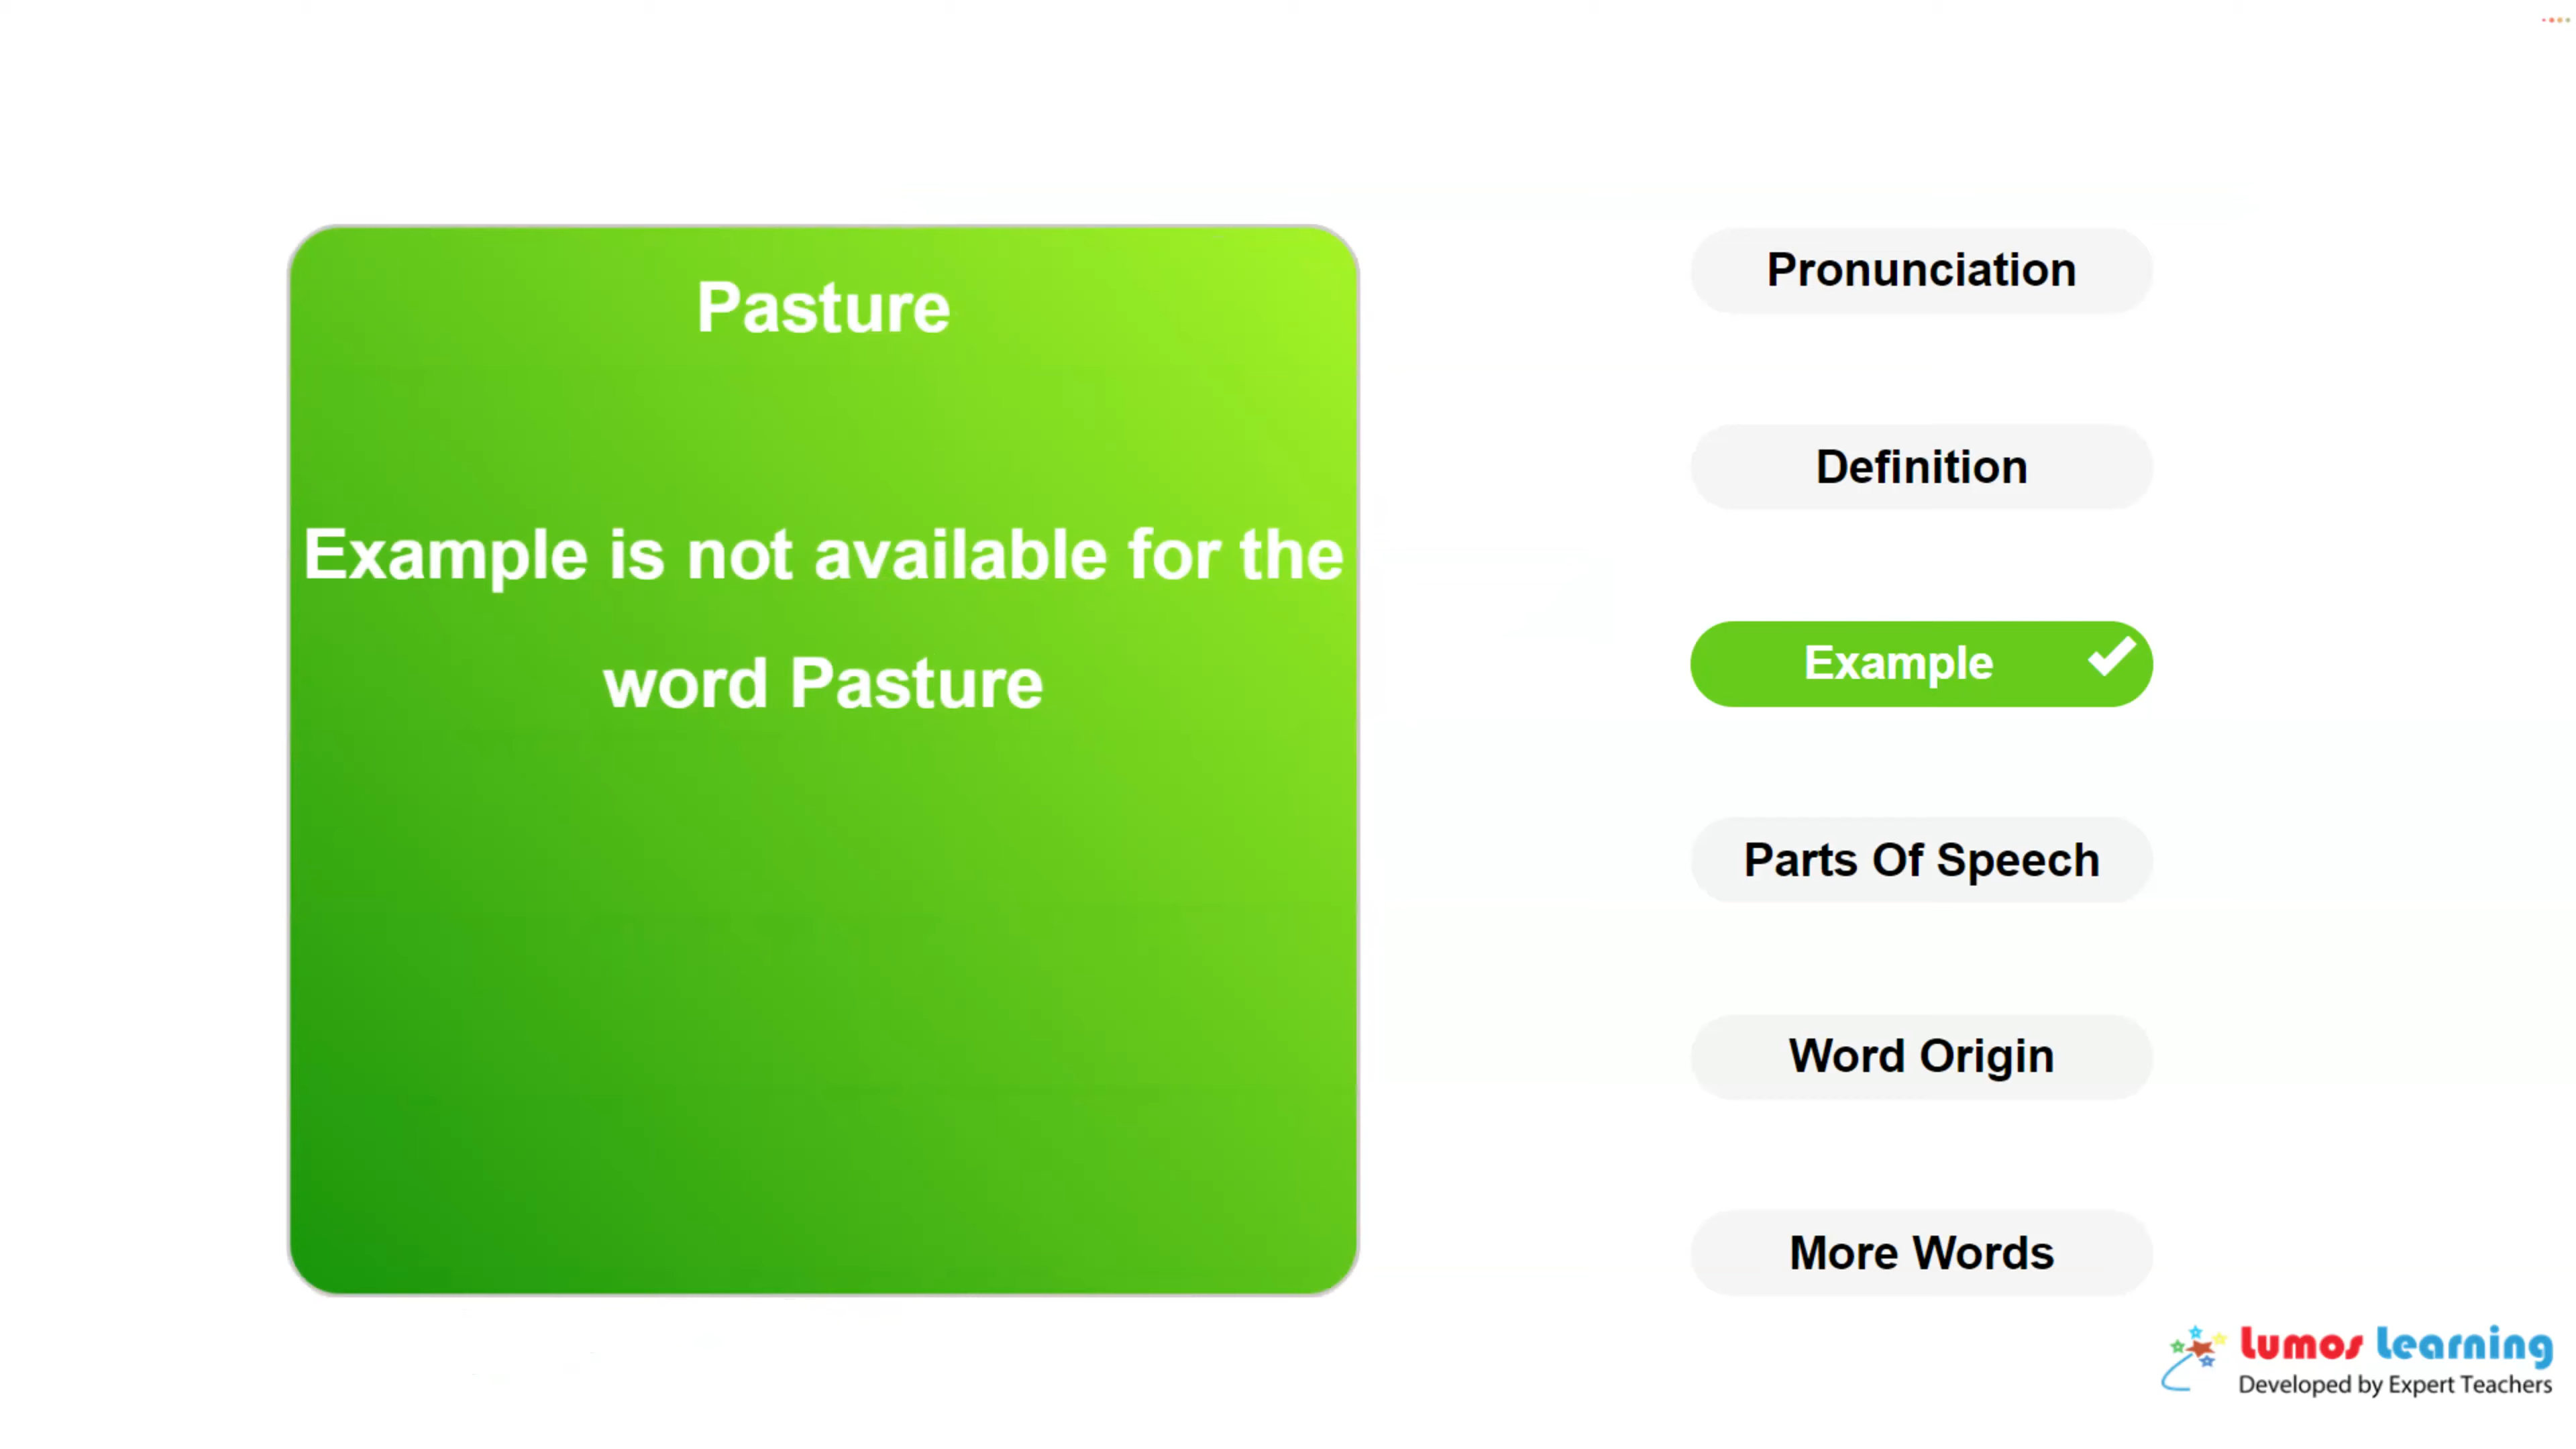 Pasture
Example is not available for the
word Pasture
Pronunciation
Definition
Example
Parts Of Speech
Word Origin
More Words
Lumos Learning
Developed by Expert Teachers